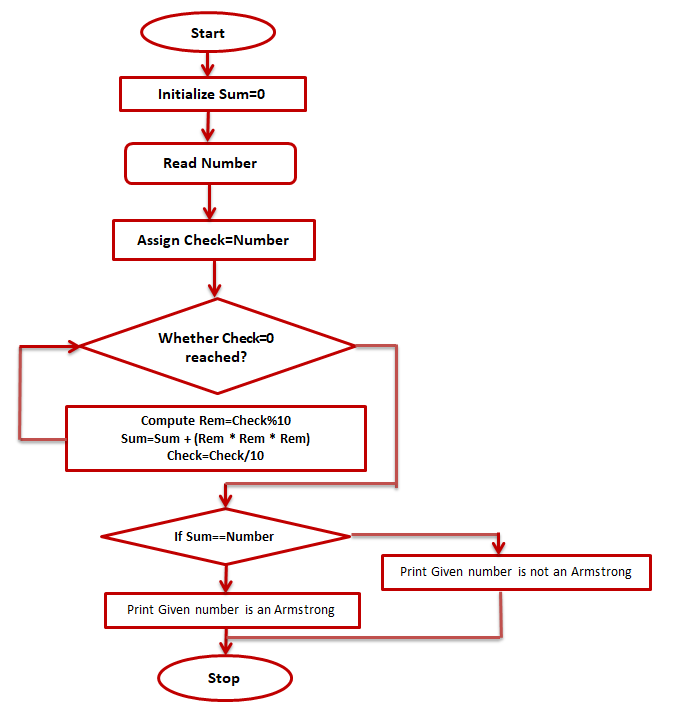 Start
Initialize Sum=0
Read Number
Assign Check=Number
Whether Check=0
reached?
Compute Rem=Check%10
Sum=Sum + (Rem * Rem * Rem)
Check=Check/10
If Sum==Number
Print Given number is not an Armstrong
Print Given number is an Armstrong
Stop